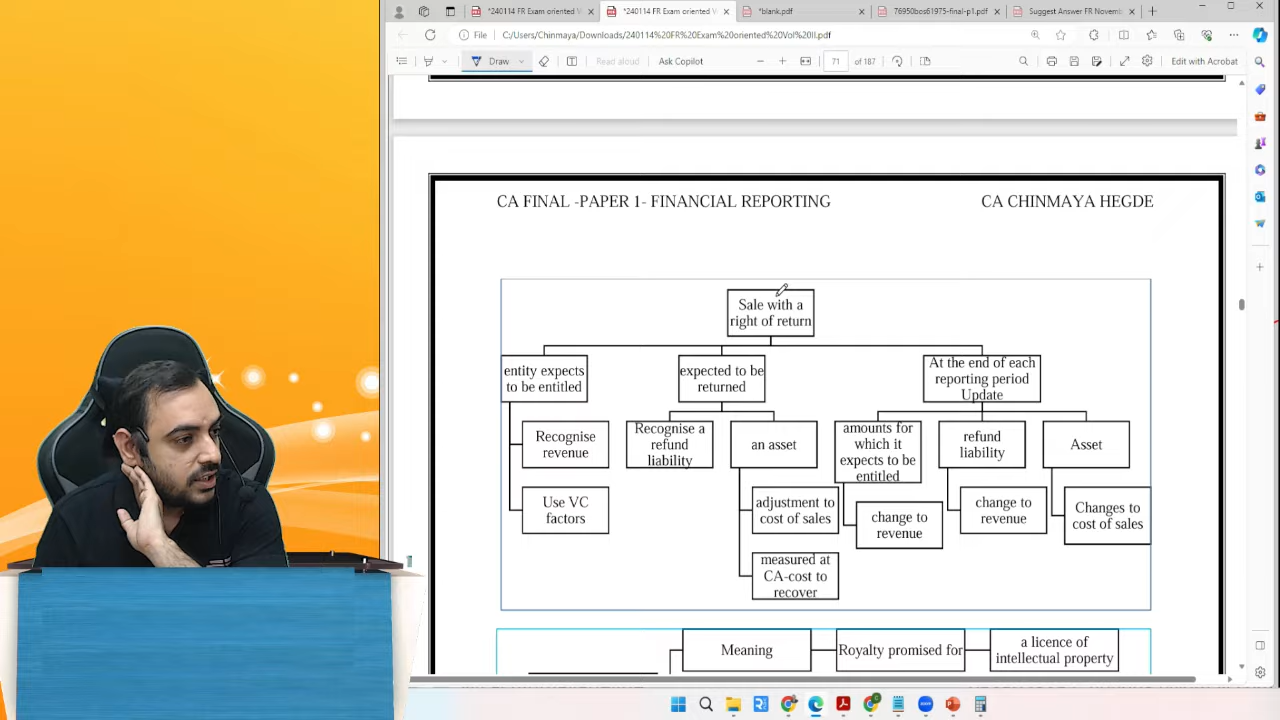 *240114 FR Exam oriented V
*240114 FR Exam oriented V
*blank.pdf
76950bos61975-final-p1.pdf
Suggest Answer FR Novemb
File
C:/Users/Chinmaya/Downloads/240114%20FR%20Exam%20oriented%20Vol%20II.pdf
Draw
Read aloud
Ask Copilot
71
of 187
Edit with Acrobat
CA FINAL -PAPER 1- FINANCIAL REPORTING
CA CHINMAYA HEGDE
Sale with a
right of return
entity expects
to be entitled
expected to be
returned
At the end of each
reporting period
Update
Recognise
revenue
Recognise a
refund
liability
an asset
amounts for
which it
expects to be
entitled
refund
liability
Asset
Use VC
factors
adjustment to
cost of sales
change to
revenue
change to
revenue
Changes to
cost of sales
measured at
CA-cost to
recover
Meaning
Royalty promised for
a licence of
intellectual property